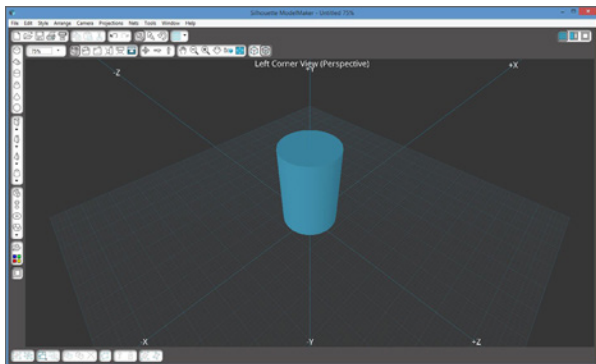 Silhouette ModelMaker - Untitled 75%
File Edit Style Arrange Camera Projections Nets Tools Window Help
75%
Left Corner View (Perspective)
-Z +Y +X
-X -Y +Z